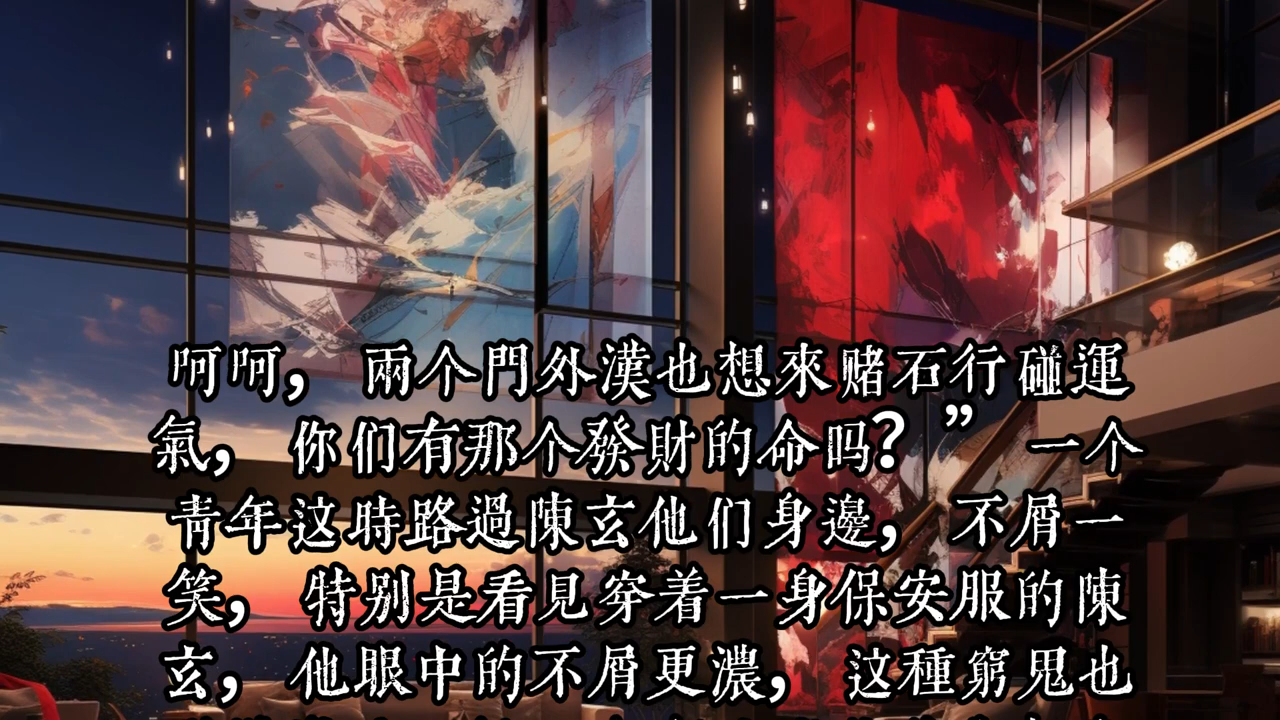 呵呵， 兩个門外漢也想來赌石行碰運
氣， 你们有那个發財的命吗？” 一个
青年这時路過陳玄他们身邊， 不屑一
笑， 特别是看見穿着一身保安服的陳
玄， 他眼中的不屑更濃， 这種窮鬼也